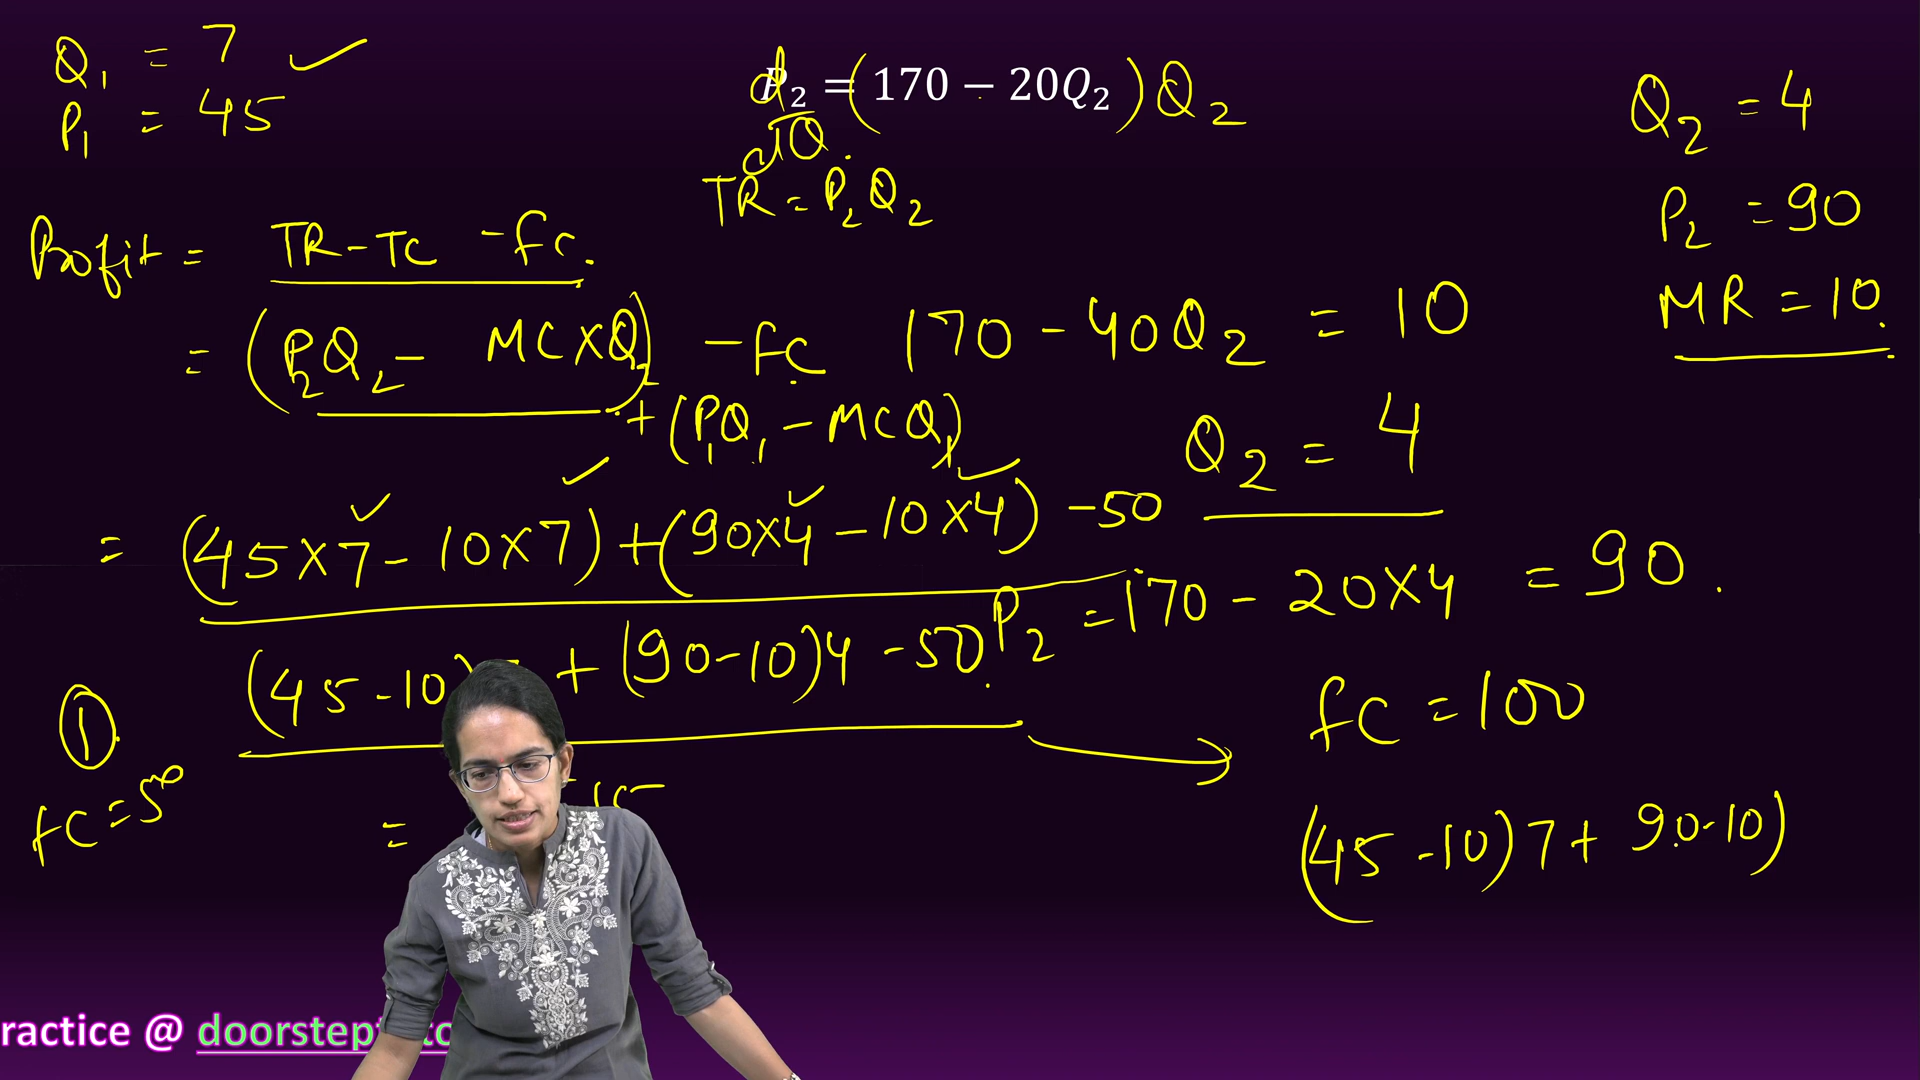 Q₁ = 7 ✓
P₁ = 45
P₂ = (170 − 20Q₂) Q₂
d/dQ
TR = P₂Q₂
Q₂ = 4
P₂ = 90
MR = 10.
Profit = TR - TC - fc.
= (P₂Q₂ - MC×Q₂) - fc
+ (P₁Q₁ - MCQ₁)
170 - 40Q₂ = 10
Q₂ = 4
= (45×7 - 10×7) + (90×4 - 10×4) - 50
P₂ = 170 - 20×4 = 90.
(45-10) + (90-10)4 - 50.
①
fc = 50
=
fc = 100
(45-10)7 + 90-10)
ractice @ doorstep